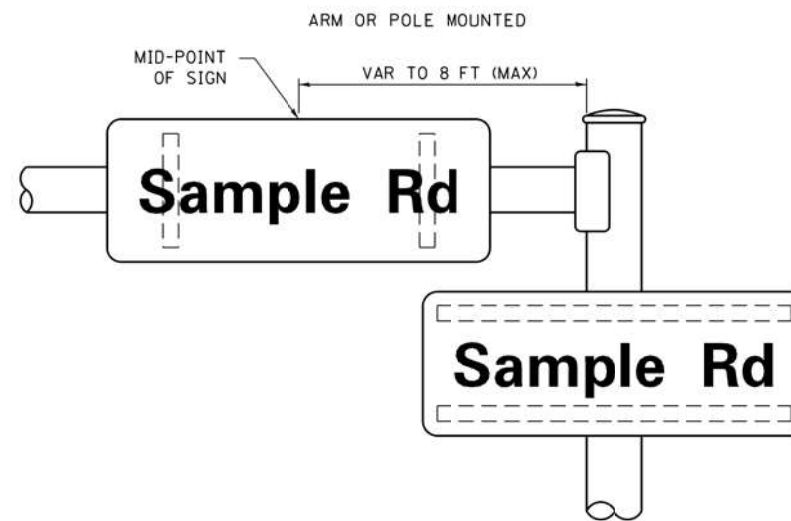 ARM OR POLE MOUNTED
MID-POINT
OF SIGN
VAR TO 8 FT (MAX)
Sample Rd
Sample Rd